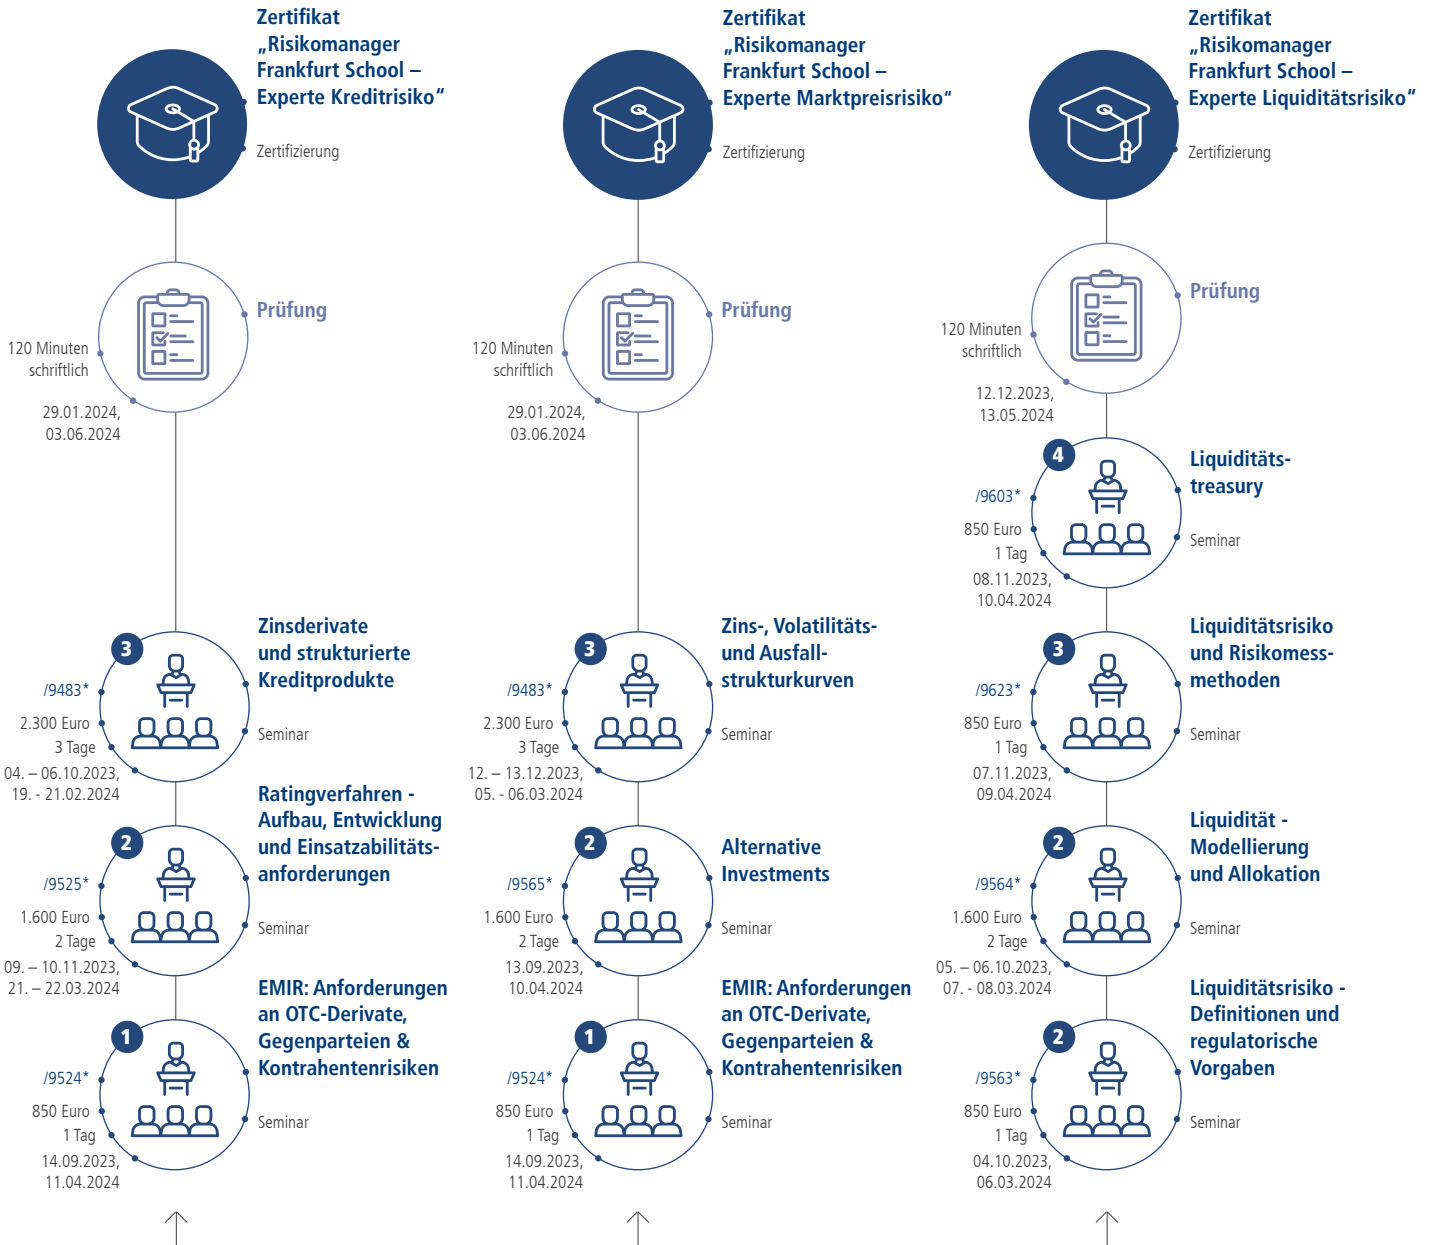 Zertifikat
„Risikomanager
Frankfurt School –
Experte Kreditrisiko“
Zertifizierung
Prüfung
120 Minuten
schriftlich
29.01.2024,
03.06.2024
3
Zinsderivate
und strukturierte
Kreditprodukte
/9483*
2.300 Euro
3 Tage
Seminar
04. – 06.10.2023,
19. - 21.02.2024
2
Ratingverfahren -
Aufbau, Entwicklung
und Einsatzabilitäts-
anforderungen
/9525*
1.600 Euro
2 Tage
Seminar
09. – 10.11.2023,
21. – 22.03.2024
1
EMIR: Anforderungen
an OTC-Derivate,
Gegenparteien &
Kontrahentenrisiken
/9524*
850 Euro
1 Tag
Seminar
14.09.2023,
11.04.2024
Zertifikat
„Risikomanager
Frankfurt School –
Experte Marktpreisrisiko“
Zertifizierung
Prüfung
120 Minuten
schriftlich
29.01.2024,
03.06.2024
3
Zins-, Volatilitäts-
und Ausfall-
strukturkurven
/9483*
2.300 Euro
3 Tage
Seminar
12. – 13.12.2023,
05. - 06.03.2024
2
Alternative
Investments
/9565*
1.600 Euro
2 Tage
Seminar
13.09.2023,
10.04.2024
1
EMIR: Anforderungen
an OTC-Derivate,
Gegenparteien &
Kontrahentenrisiken
/9524*
850 Euro
1 Tag
Seminar
14.09.2023,
11.04.2024
Zertifikat
„Risikomanager
Frankfurt School –
Experte Liquiditätsrisiko“
Zertifizierung
Prüfung
120 Minuten
schriftlich
12.12.2023,
13.05.2024
4
Liquiditäts-
treasury
/9603*
850 Euro
1 Tag
Seminar
08.11.2023,
10.04.2024
3
Liquiditätsrisiko
und Risikomess-
methoden
/9623*
850 Euro
1 Tag
Seminar
07.11.2023,
09.04.2024
2
Liquidität -
Modellierung
und Allokation
/9564*
1.600 Euro
2 Tage
Seminar
05. – 06.10.2023,
07. - 08.03.2024
2
Liquiditätsrisiko -
Definitionen und
regulatorische
Vorgaben
/9563*
850 Euro
1 Tag
Seminar
04.10.2023,
06.03.2024